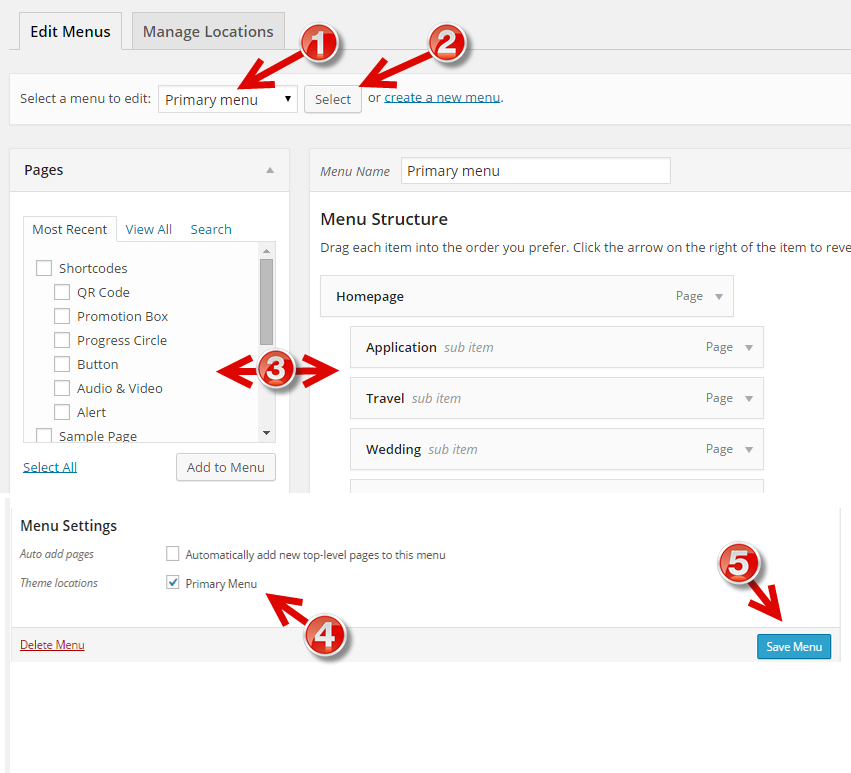 Edit Menus Manage Locations
1 2
Select a menu to edit: Primary menu Select or create a new menu.
Pages
Menu Name Primary menu
Most Recent View All Search
Shortcodes
QR Code
Promotion Box
Progress Circle
Button
Audio & Video
Alert
Sample Page
Select All Add to Menu
3
Menu Structure
Drag each item into the order you prefer. Click the arrow on the right of the item to reve
Homepage Page
Application sub item Page
Travel sub item Page
Wedding sub item Page
Menu Settings
Auto add pages Automatically add new top-level pages to this menu
Theme locations Primary Menu
4
5
Delete Menu Save Menu